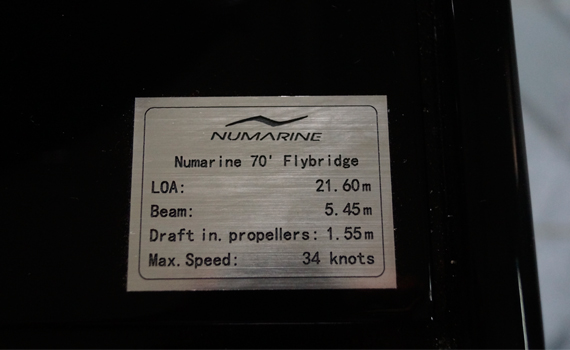 NUMARINE
Numarine 70' Flybridge
LOA: 21.60m
Beam: 5.45m
Draft in. propellers: 1.55m
Max. Speed: 34 knots